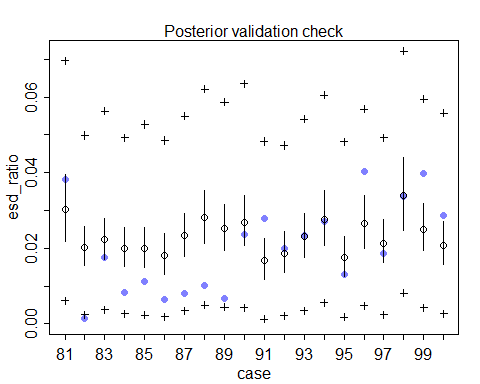 Posterior validation check
esd_ratio
0.06
0.04
0.02
0.00
81 83 85 87 89 91 93 95 97 99
case